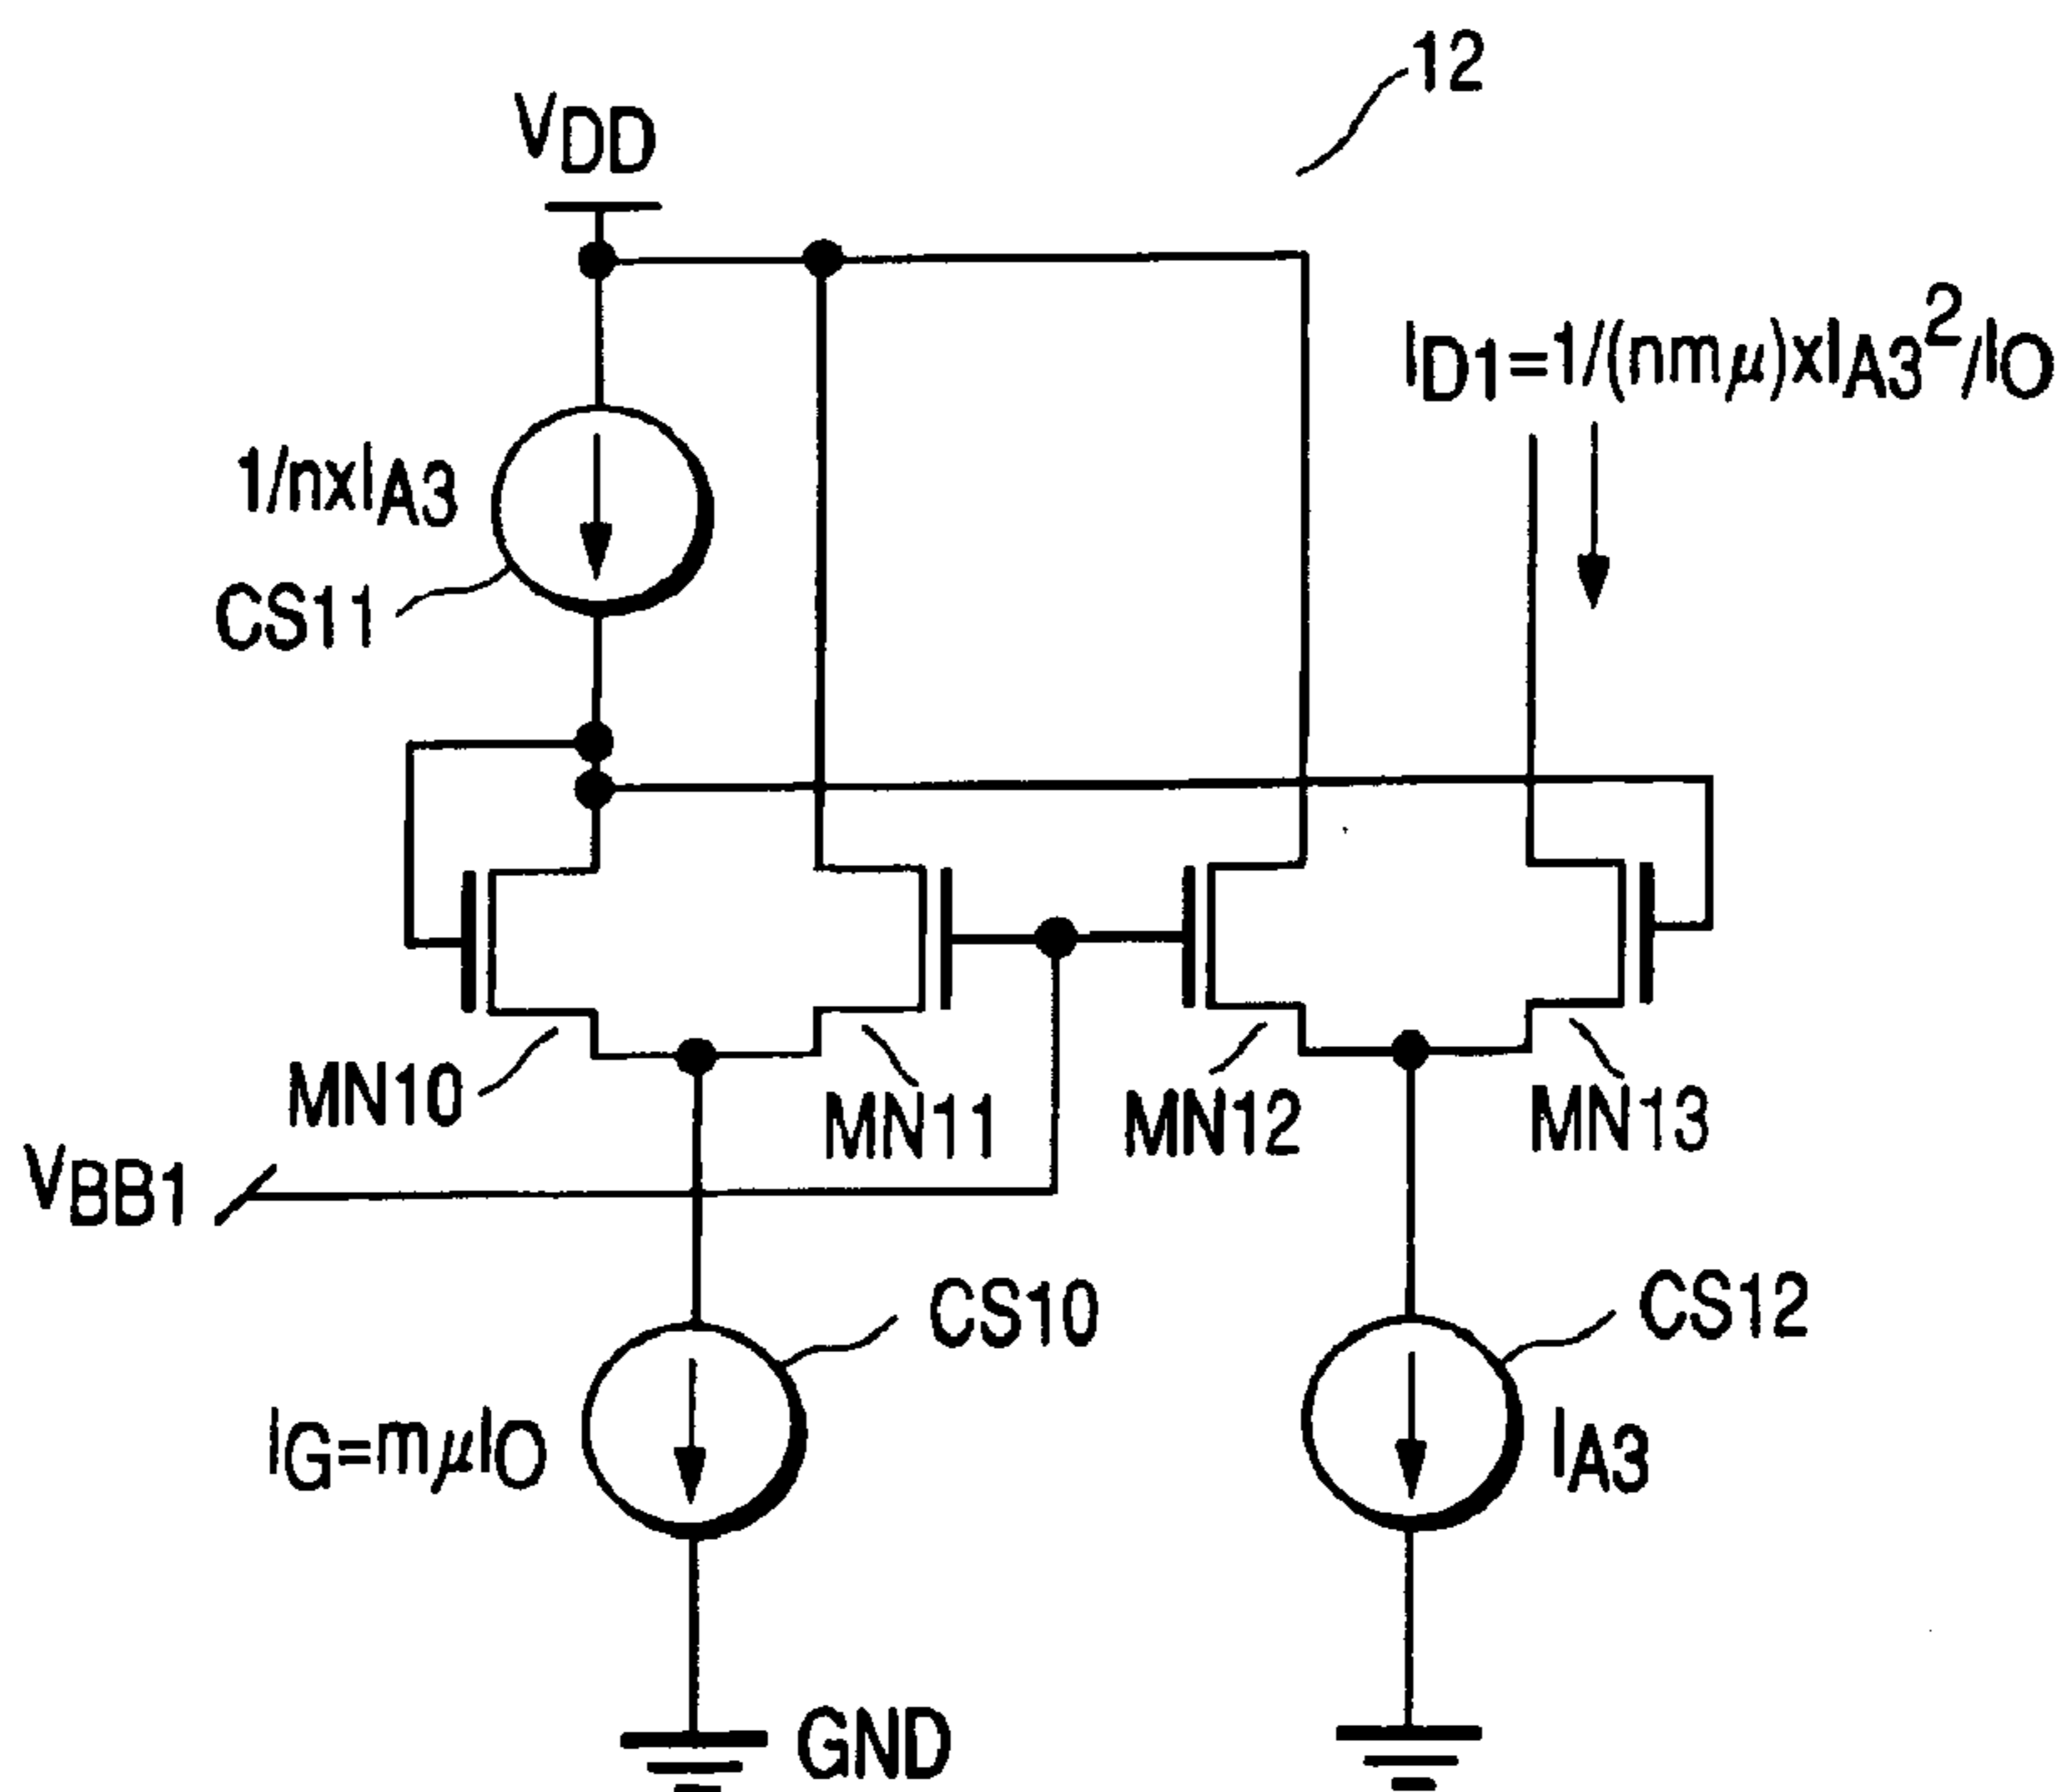 12
VDD
ID1=1/(nmμ)xIA3²/IO
1/nxIA3
CS11
MN10
MN11
MN12
MN13
VBB1
CS10
CS12
IG=mμIO
IA3
GND